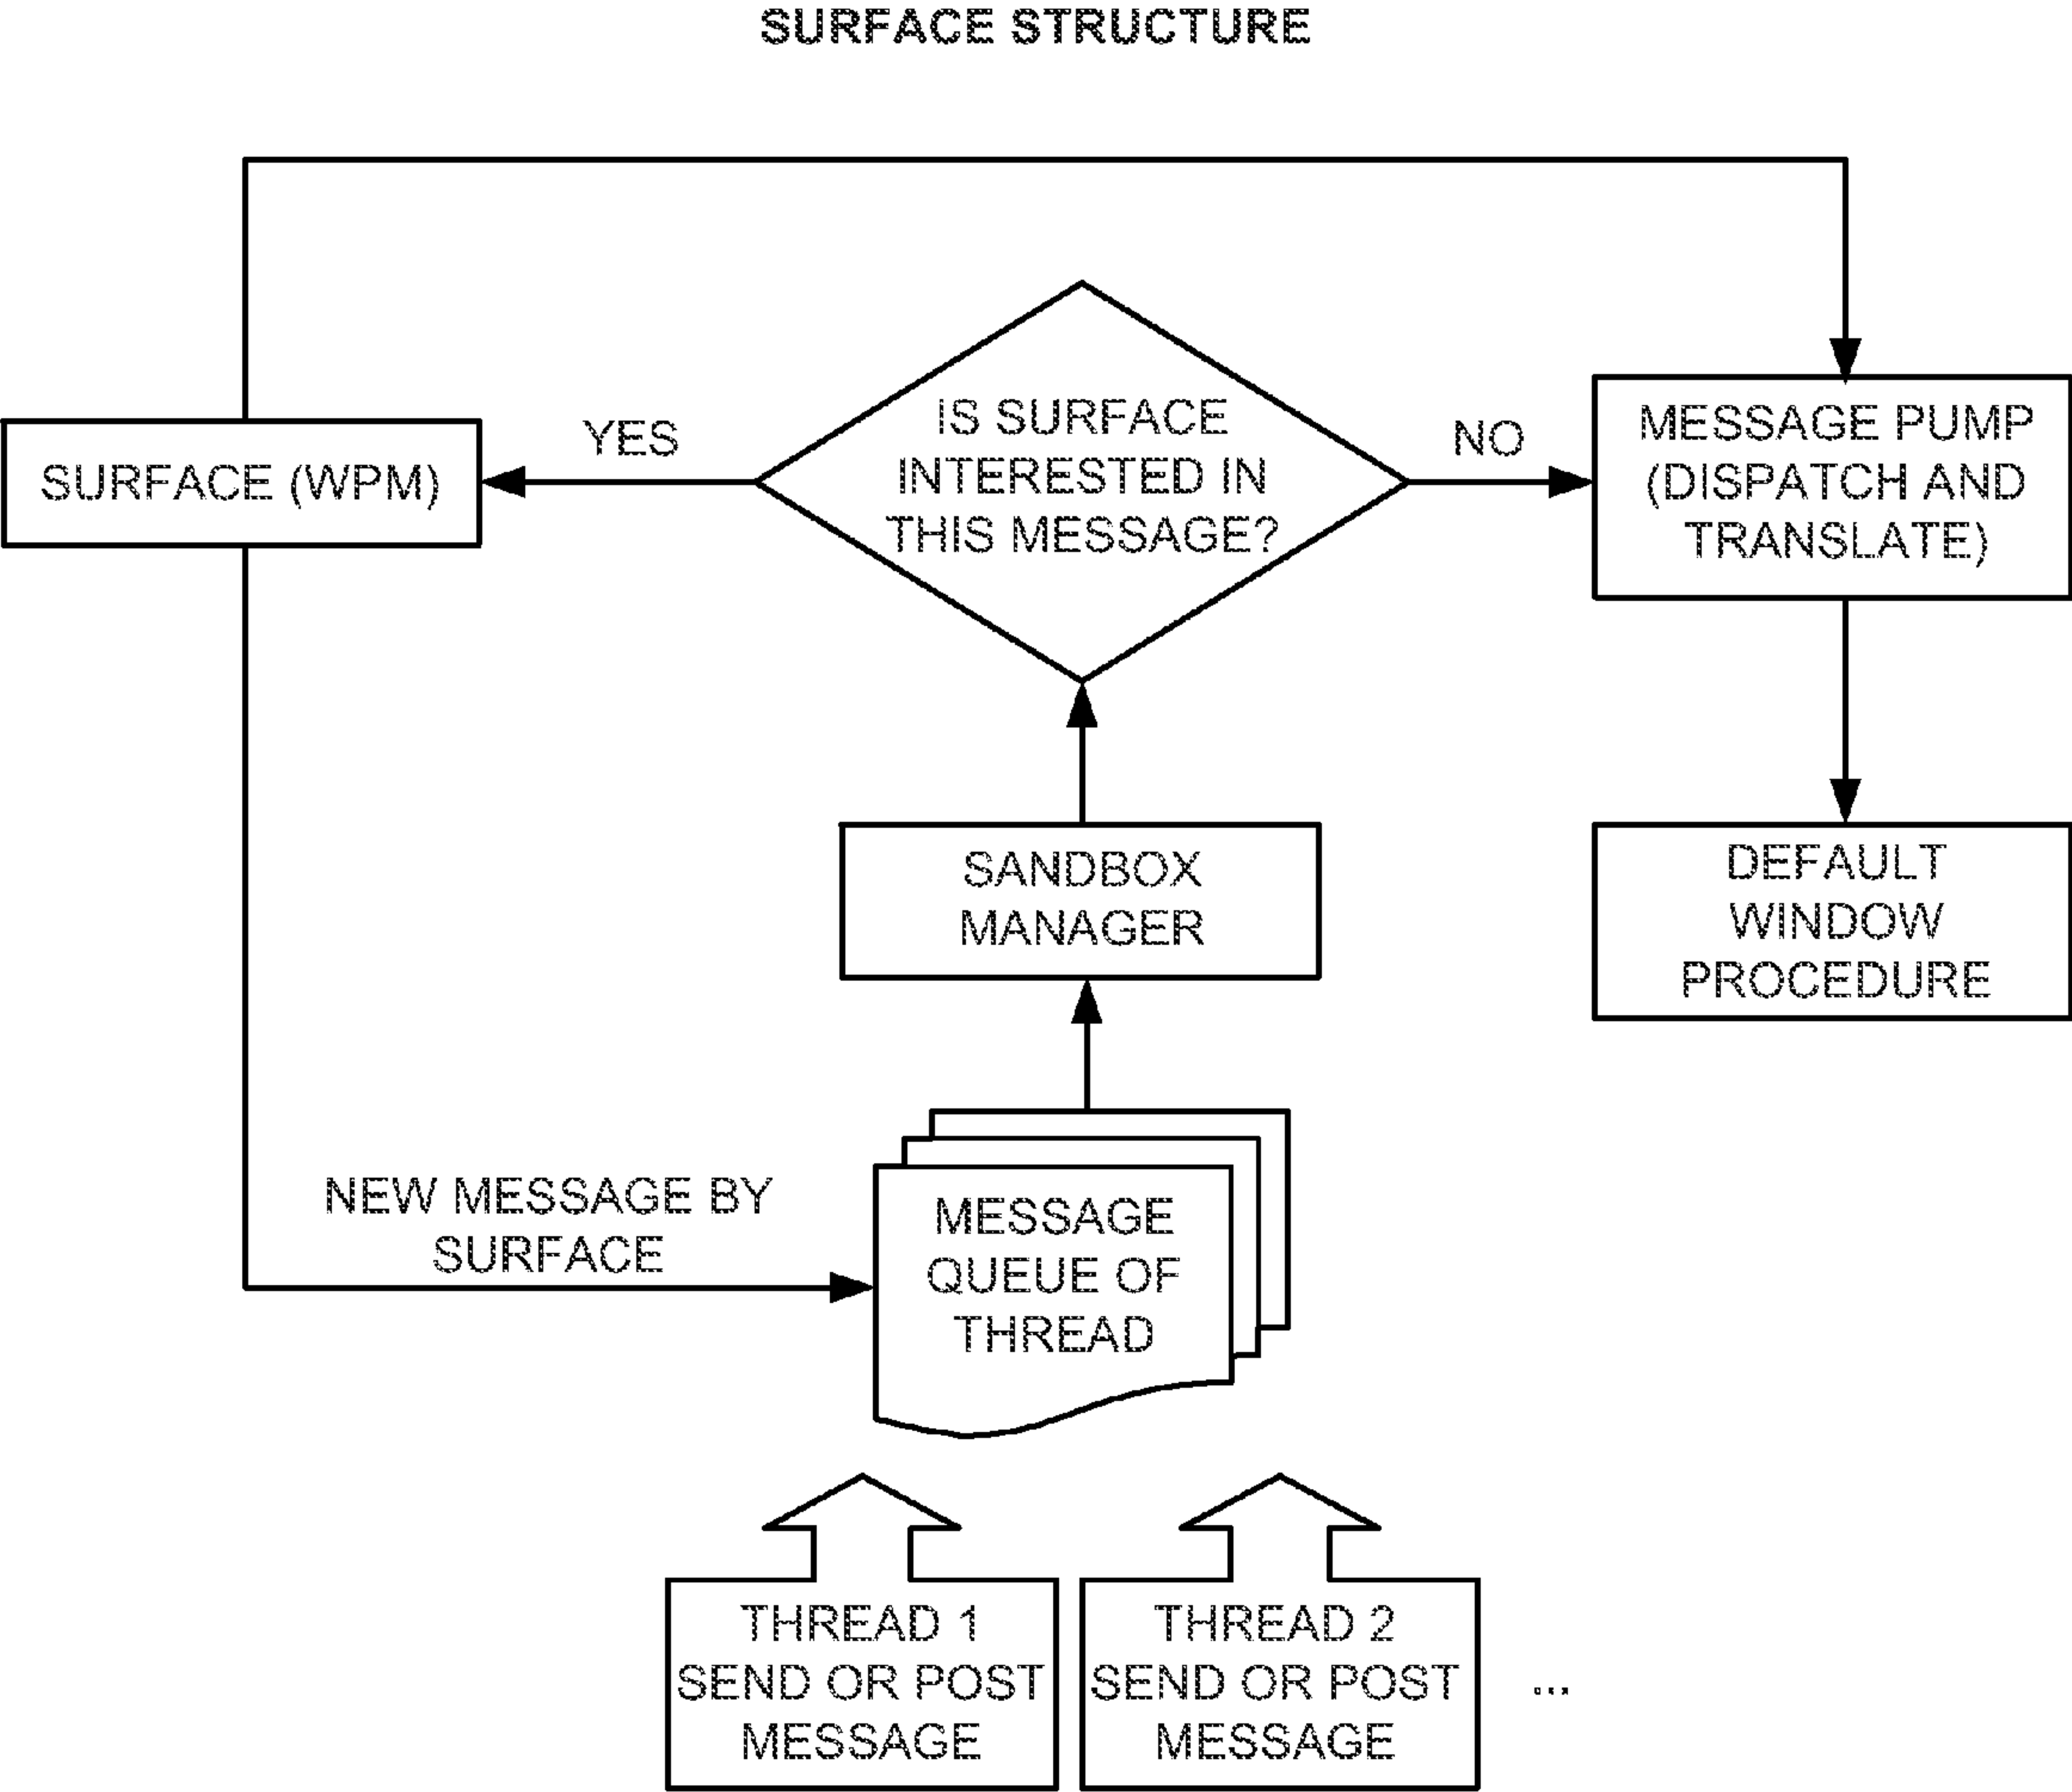 SURFACE STRUCTURE
YES
IS SURFACE
INTERESTED IN
THIS MESSAGE?
NO
SURFACE (WPM)
MESSAGE PUMP
(DISPATCH AND
TRANSLATE)
SANDBOX
MANAGER
DEFAULT
WINDOW
PROCEDURE
NEW MESSAGE BY
SURFACE
MESSAGE
QUEUE OF
THREAD
THREAD 1
SEND OR POST
MESSAGE
THREAD 2
SEND OR POST
MESSAGE
...